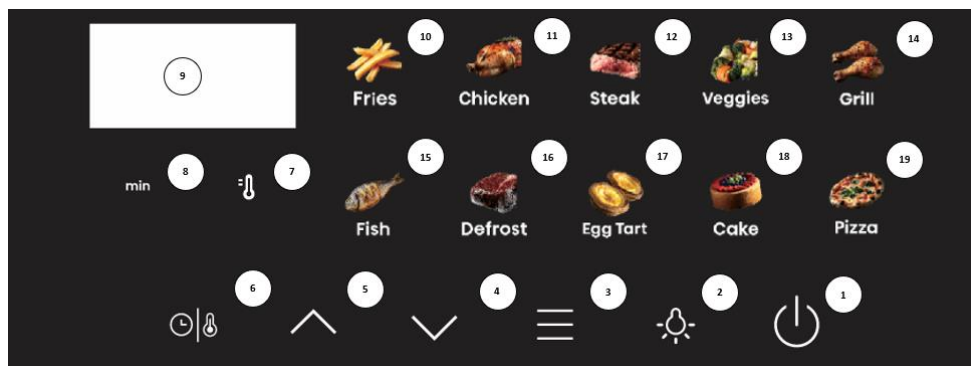 9
10
11
12
13
14
Fries
Chicken
Steak
Veggies
Grill
min
8
7
15
16
17
18
19
Fish
Defrost
Egg Tart
Cake
Pizza
6
5
4
3
2
1